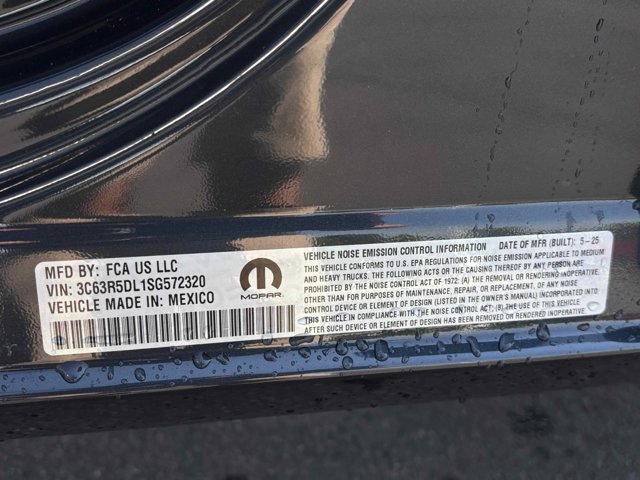 MFD BY: FCA US LLC
VIN: 3C63R5DL1SG572320
VEHICLE MADE IN: MEXICO
MOPAR
VEHICLE NOISE EMISSION CONTROL INFORMATION DATE OF MFR (BUILT): 5-25
THIS VEHICLE CONFORMS TO U.S. EPA REGULATIONS FOR NOISE EMISSION APPLICABLE TO MEDIUM
AND HEAVY TRUCKS. THE FOLLOWING ACTS OR THE CAUSING THEREOF BY ANY PERSON ARE
PROHIBITED BY THE NOISE CONTROL ACT OF 1972: (A) THE REMOVAL OR RENDERING INOPERATIVE,
OTHER THAN FOR PURPOSES OF MAINTENANCE, REPAIR, OR REPLACEMENT, OF ANY NOISE
CONTROL DEVICE OR ELEMENT OF DESIGN (LISTED IN THE OWNER'S MANUAL) INCORPORATED INTO
THIS VEHICLE IN COMPLIANCE WITH THE NOISE CONTROL ACT; (B) THE USE OF THIS VEHICLE
AFTER SUCH DEVICE OR ELEMENT OF DESIGN HAS BEEN REMOVED OR RENDERED INOPERATIVE.